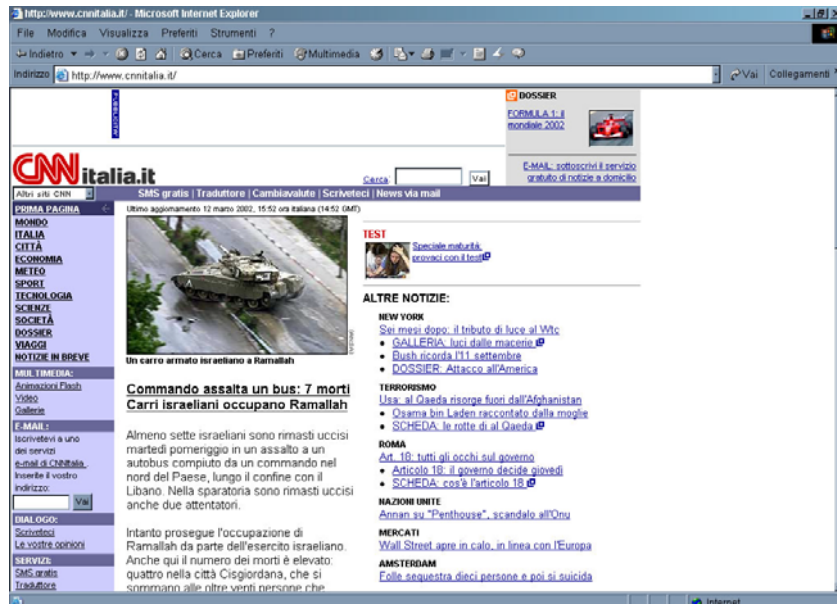 http://www.cnnitalia.it/ - Microsoft Internet Explorer
File Modifica Visualizza Preferiti Strumenti ?
Indietro Cerca Preferiti Multimedia
Indirizzo http://www.cnnitalia.it/ Vai Collegamenti
PUBBLICITA'
DOSSIER
FORMULA 1: il
mondiale 2002
CNN italia.it
Cerca: Vai
E-MAIL: sottoscrivi il servizio
gratuito di notizie a domicilio
Altri siti CNN
SMS gratis | Traduttore | Cambiavalute | Scriveteci | News via mail
PRIMA PAGINA
MONDO
ITALIA
CITTÀ
ECONOMIA
METEO
SPORT
TECNOLOGIA
SCIENZE
SOCIETÀ
DOSSIER
VIAGGI
NOTIZIE IN BREVE
MULTIMEDIA:
Animazioni Flash
Video
Gallerie
E-MAIL:
Iscrivetevi a uno
dei servizi
e-mail di CNNItalia.
Inserite il vostro
indirizzo:
Vai
DIALOGO:
Scriveteci
Le vostre opinioni
SERVIZI:
SMS gratis
Traduttore
Ultimo aggiornamento 12 marzo 2002, 15:52 ora italiana (14:52 GMT)
Un carro armato israeliano a Ramallah
Commando assalta un bus: 7 morti
Carri israeliani occupano Ramallah
Almeno sette israeliani sono rimasti uccisi
martedì pomeriggio in un assalto a un
autobus compiuto da un commando nel
nord del Paese, lungo il confine con il
Libano. Nella sparatoria sono rimasti uccisi
anche due attentatori.
Intanto prosegue l'occupazione di
Ramallah da parte dell'esercito israeliano.
Anche qui il numero dei morti è elevato:
quattro nella città Cisgiordana, che si
sommano alle oltre venti persone che
TEST
Speciale maturità:
provaci con il test
ALTRE NOTIZIE:
NEW YORK
Sei mesi dopo: il tributo di luce al Wtc
• GALLERIA: luci dalle macerie
• Bush ricorda l'11 settembre
• DOSSIER: Attacco all'America
TERRORISMO
Usa: al Qaeda risorge fuori dall'Afghanistan
• Osama bin Laden raccontato dalla moglie
• SCHEDA: le rotte di al Qaeda
ROMA
Art. 18: tutti gli occhi sul governo
• Articolo 18: il governo decide giovedì
• SCHEDA: cos'è l'articolo 18
NAZIONI UNITE
Annan su "Penthouse", scandalo all'Onu
MERCATI
Wall Street apre in calo, in linea con l'Europa
AMSTERDAM
Folle sequestra dieci persone e poi si suicida
Internet